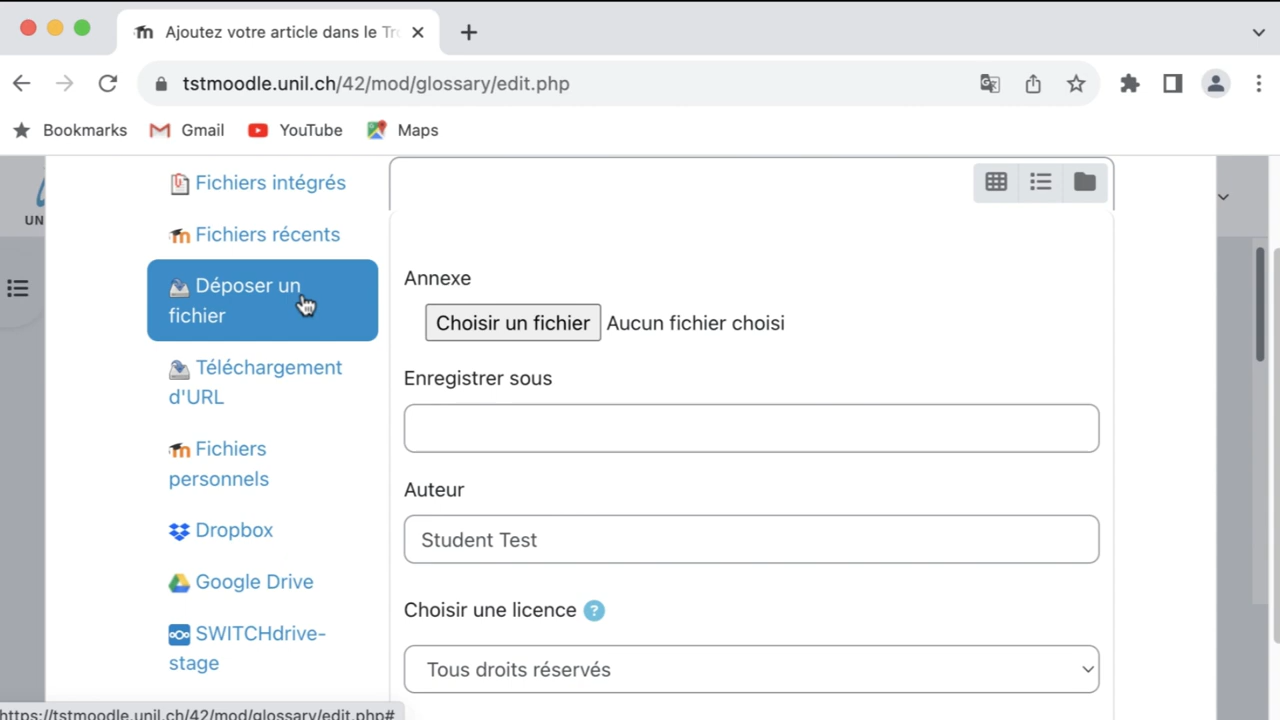 Ajoutez votre article dans le Tr
tstmoodle.unil.ch/42/mod/glossary/edit.php
Bookmarks
Gmail
YouTube
Maps
UN
Fichiers intégrés
Fichiers récents
Déposer un
fichier
Téléchargement
d'URL
Fichiers
personnels
Dropbox
Google Drive
SWITCHdrive-
stage
Annexe
Choisir un fichier Aucun fichier choisi
Enregistrer sous
Auteur
Student Test
Choisir une licence ?
Tous droits réservés
https://tstmoodle.unil.ch/42/mod/glossary/edit.php#